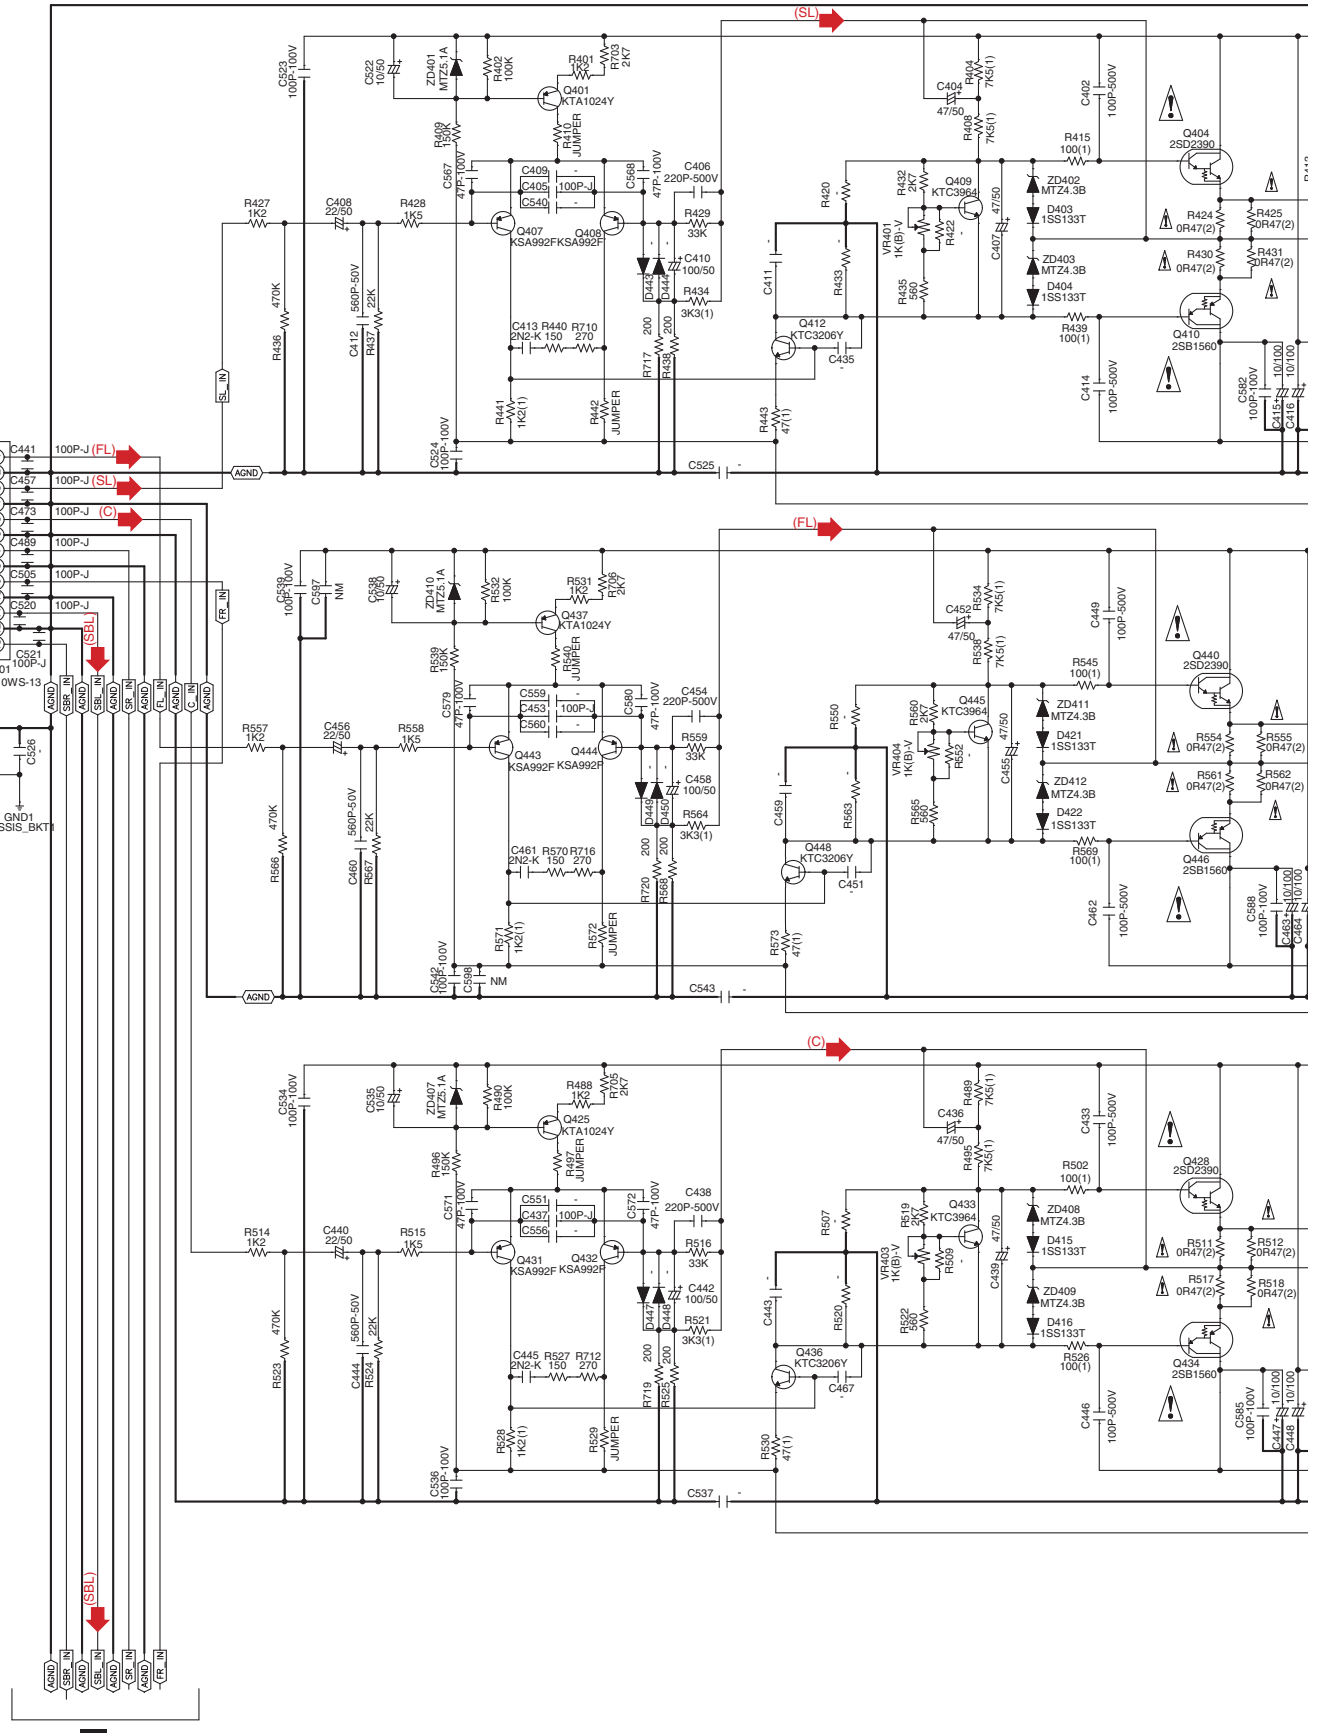 (SL)
C523
100P-100V
C522
10/50
ZD401
MTZ5.1A
R402
100K
R401
1K2
R703
2K7
Q401
KTA1024Y
R409
150K
R410
JUMPER
C404
47/50
R404
7K5(1)
R408
7K5(1)
C402
100P-500V
R415
100(1)
Q404
2SD2390
C567
47P-100V
C409
-
C405
100P-J
C540
-
C568
47P-100V
C406
220P-500V
R420
-
R432
2K7
Q409
KTC3964
47/50
C407
ZD402
MTZ4.3B
D403
1SS133T
R424
0R47(2)
R425
0R47(2)
R427
1K2
C408
22/50
R428
1K5
Q407
KSA992F
Q408
KSA992F
R429
33K
VR401
1K(B)-V
R422
-
ZD403
MTZ4.3B
D404
1SS133T
R430
0R47(2)
R431
0R47(2)
C410
100/50
D443
D444
R434
3K3(1)
C411
-
R433
-
R435
560
470K
R436
560P-50V
C412
22K
R437
C413
2N2-K
R440
150
R710
270
200
R717
200
R438
Q412
KTC3206Y
C435
-
R439
100(1)
Q410
2SB1560
C414
100P-500V
C582
100P-100V
10/100
C415
10/100
C416
SL_IN
R441
1K2(1)
R442
JUMPER
R443
47(1)
C524
100P-100V
AGND
C525
-
C441
100P-J
(FL)
C457
100P-J
(SL)
C473
100P-J
(C)
C489
100P-J
C505
100P-J
C520
100P-J
C521
100P-J
01
0WS-13
FR_IN
(SBL)
AGND
SBR_IN
AGND
SBL_IN
AGND
SR_IN
AGND
FL_IN
AGND
C_IN
AGND
C526
-
GND1
SSIS_BKT1
(FL)
C539
100P-100V
C597
NM
C538
10/50
ZD410
MTZ5.1A
R532
100K
R531
1K2
R706
2K7
Q437
KTA1024Y
R539
150K
R540
JUMPER
C452
47/50
R534
7K5(1)
R538
7K5(1)
C449
100P-500V
R545
100(1)
Q440
2SD2390
C579
47P-100V
C559
-
C453
100P-J
C560
-
C580
47P-100V
C454
220P-500V
R550
-
R560
2K7
Q445
KTC3964
47/50
C455
ZD411
MTZ4.3B
D421
1SS133T
R554
0R47(2)
R555
0R47(2)
R557
1K2
C456
22/50
R558
1K5
Q443
KSA992F
Q444
KSA992F
R559
33K
VR404
1K(B)-V
R552
-
ZD412
MTZ4.3B
D422
1SS133T
R561
0R47(2)
R562
0R47(2)
C458
100/50
D449
D450
R564
3K3(1)
C459
-
R563
-
R565
560
470K
R566
560P-50V
C460
22K
R567
C461
2N2-K
R570
150
R716
270
200
R720
200
R568
Q448
KTC3206Y
C451
-
R569
100(1)
Q446
2SB1560
C462
100P-500V
C588
100P-100V
10/100
C463
10/100
C464
R571
1K2(1)
R572
JUMPER
R573
47(1)
C542
100P-100V
C598
NM
AGND
C543
-
(C)
C534
100P-100V
C535
10/50
ZD407
MTZ5.1A
R490
100K
R488
1K2
R705
2K7
Q425
KTA1024Y
R496
150K
R497
JUMPER
C436
47/50
R489
7K5(1)
R495
7K5(1)
C433
100P-500V
R502
100(1)
Q428
2SD2390
C571
47P-100V
C551
-
C437
100P-J
C556
-
C572
47P-100V
C438
220P-500V
R507
-
R519
2K7
Q433
KTC3964
47/50
C439
ZD408
MTZ4.3B
D415
1SS133T
R511
0R47(2)
R512
0R47(2)
R514
1K2
C440
22/50
R515
1K5
Q431
KSA992F
Q432
KSA992F
R516
33K
VR403
1K(B)-V
R509
-
ZD409
MTZ4.3B
D416
1SS133T
R517
0R47(2)
R518
0R47(2)
C442
100/50
D447
D448
R521
3K3(1)
C443
-
R520
-
R522
560
470K
R523
560P-50V
C444
22K
R524
C445
2N2-K
R527
150
R712
270
200
R719
200
R525
Q436
KTC3206Y
C467
-
R526
100(1)
Q434
2SB1560
C446
100P-500V
C585
100P-100V
10/100
C447
10/100
C448
R528
1K2(1)
R529
JUMPER
R530
47(1)
C536
100P-100V
C537
-
(SBL)
AGND
SBR_IN
AGND
SBL_IN
AGND
SR_IN
AGND
FR_IN